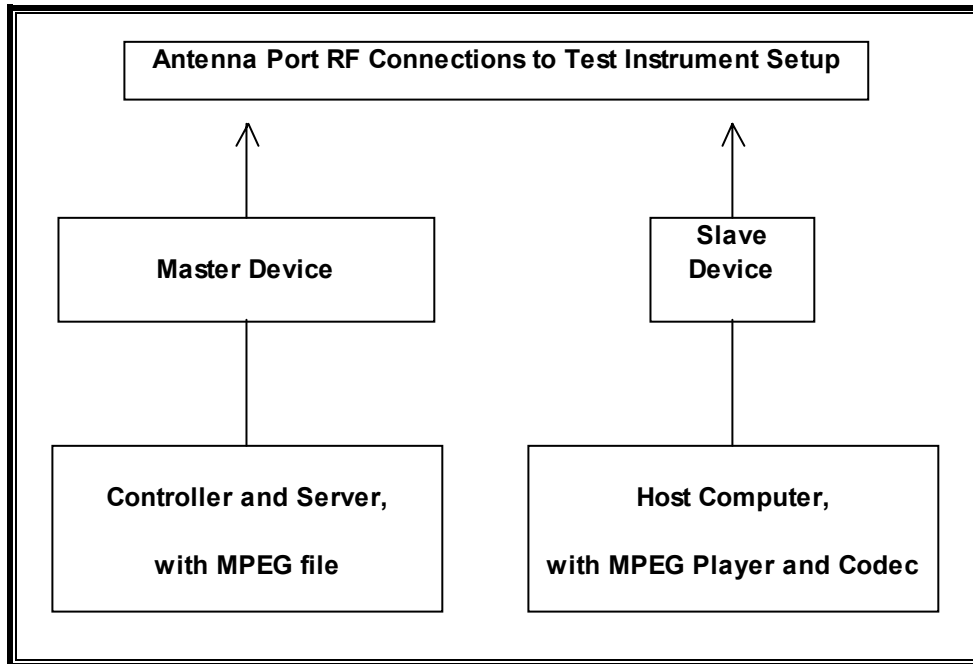 Antenna Port RF Connections to Test Instrument Setup
Master Device
Slave
Device
Controller and Server,
with MPEG file
Host Computer,
with MPEG Player and Codec